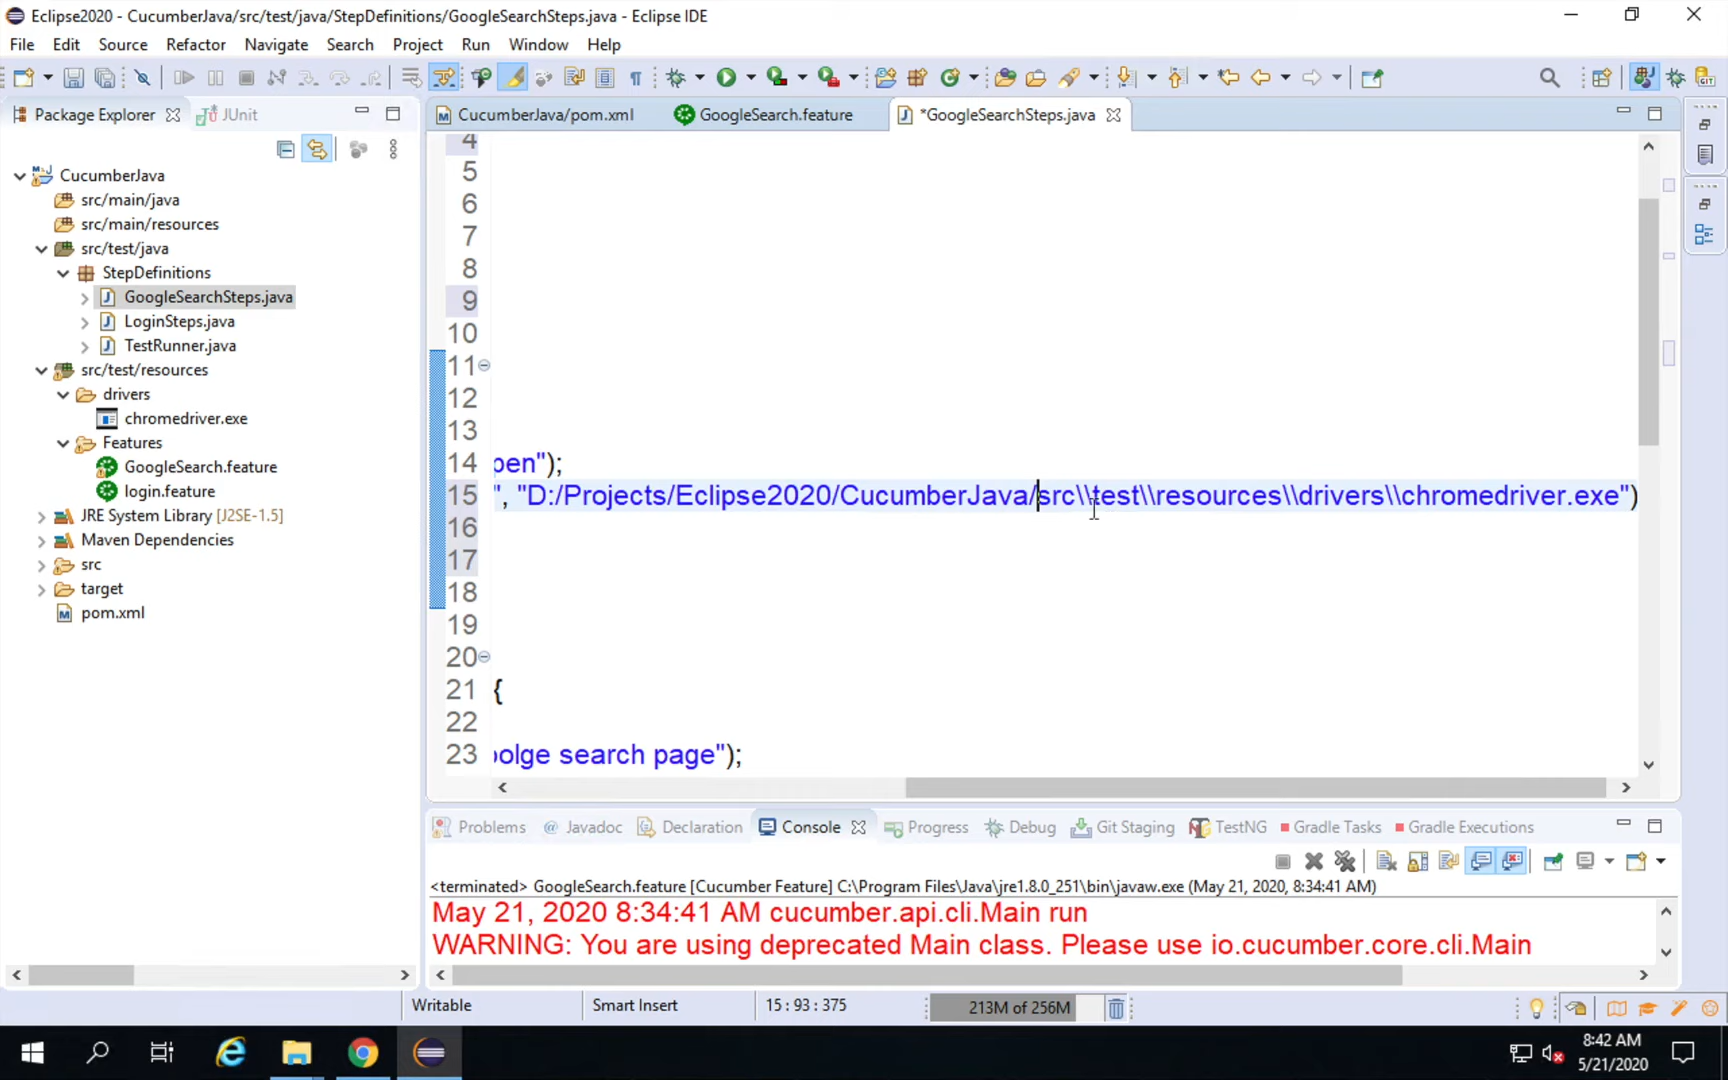 Eclipse2020 - CucumberJava/src/test/java/StepDefinitions/GoogleSearchSteps.java - Eclipse IDE
File Edit Source Refactor Navigate Search Project Run Window Help
Package Explorer JUnit
CucumberJava/pom.xml GoogleSearch.feature *GoogleSearchSteps.java
CucumberJava
src/main/java
src/main/resources
src/test/java
StepDefinitions
GoogleSearchSteps.java
LoginSteps.java
TestRunner.java
src/test/resources
drivers
chromedriver.exe
Features
GoogleSearch.feature
login.feature
JRE System Library [J2SE-1.5]
Maven Dependencies
src
target
pom.xml
4
5
6
7
8
9
10
11
12
13
14 pen");
15 ", "D:/Projects/Eclipse2020/CucumberJava/src\\test\\resources\\drivers\\chromedriver.exe")
16
17
18
19
20
21 {
22
23 oolge search page");
Problems Javadoc Declaration Console Progress Debug Git Staging TestNG Gradle Tasks Gradle Executions
<terminated> GoogleSearch.feature [Cucumber Feature] C:\Program Files\Java\jre1.8.0_251\bin\javaw.exe (May 21, 2020, 8:34:41 AM)
May 21, 2020 8:34:41 AM cucumber.api.cli.Main run
WARNING: You are using deprecated Main class. Please use io.cucumber.core.cli.Main
Writable Smart Insert 15 : 93 : 375 213M of 256M
8:42 AM
5/21/2020